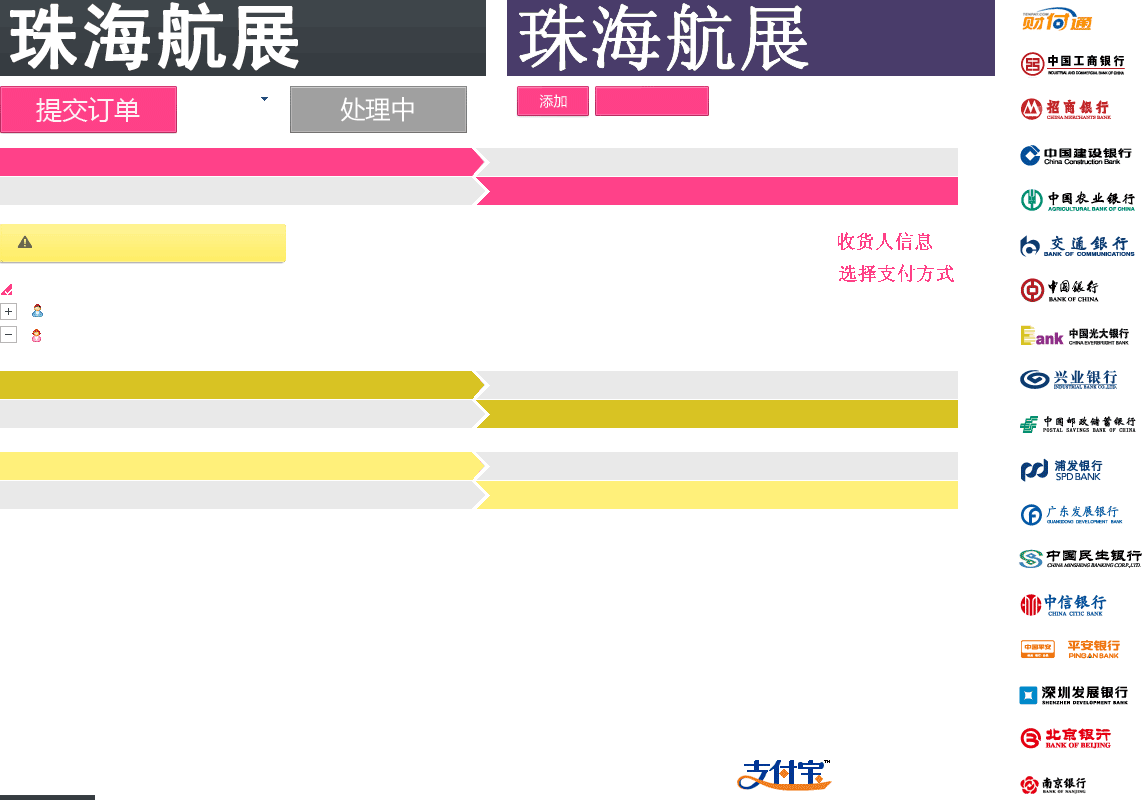 珠海航展
珠海航展
提交订单
处理中
添加
收货人信息
选择支付方式
支付宝™
TENPAY.COM
财付通
中国工商银行
INDUSTRIAL AND COMMERCIAL BANK OF CHINA
招商银行
CHINA MERCHANTS BANK
中国建设银行
China Construction Bank
中国农业银行
AGRICULTURAL BANK OF CHINA
交通银行
BANK OF COMMUNICATIONS
中国银行
BANK OF CHINA
Bank 中国光大银行
CHINA EVERBRIGHT BANK
兴业银行
INDUSTRIAL BANK CO.,LTD.
中国邮政储蓄银行
POSTAL SAVINGS BANK OF CHINA
浦发银行
SPD BANK
广东发展银行
GUANGDONG DEVELOPMENT BANK
中国民生银行
CHINA MINSHENG BANKING CORP.,LTD.
中信银行
CHINA CITIC BANK
中国平安 平安银行
PING AN BANK
深圳发展银行
SHENZHEN DEVELOPMENT BANK
北京银行
BANK OF BEIJING
南京银行
BANK OF NANJING